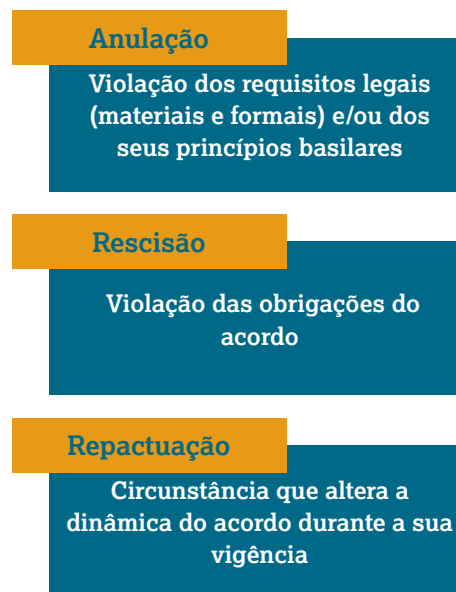 Anulação
Violação dos requisitos legais
(materiais e formais) e/ou dos
seus princípios basilares
Rescisão
Violação das obrigações do
acordo
Repactuação
Circunstância que altera a
dinâmica do acordo durante a sua
vigência